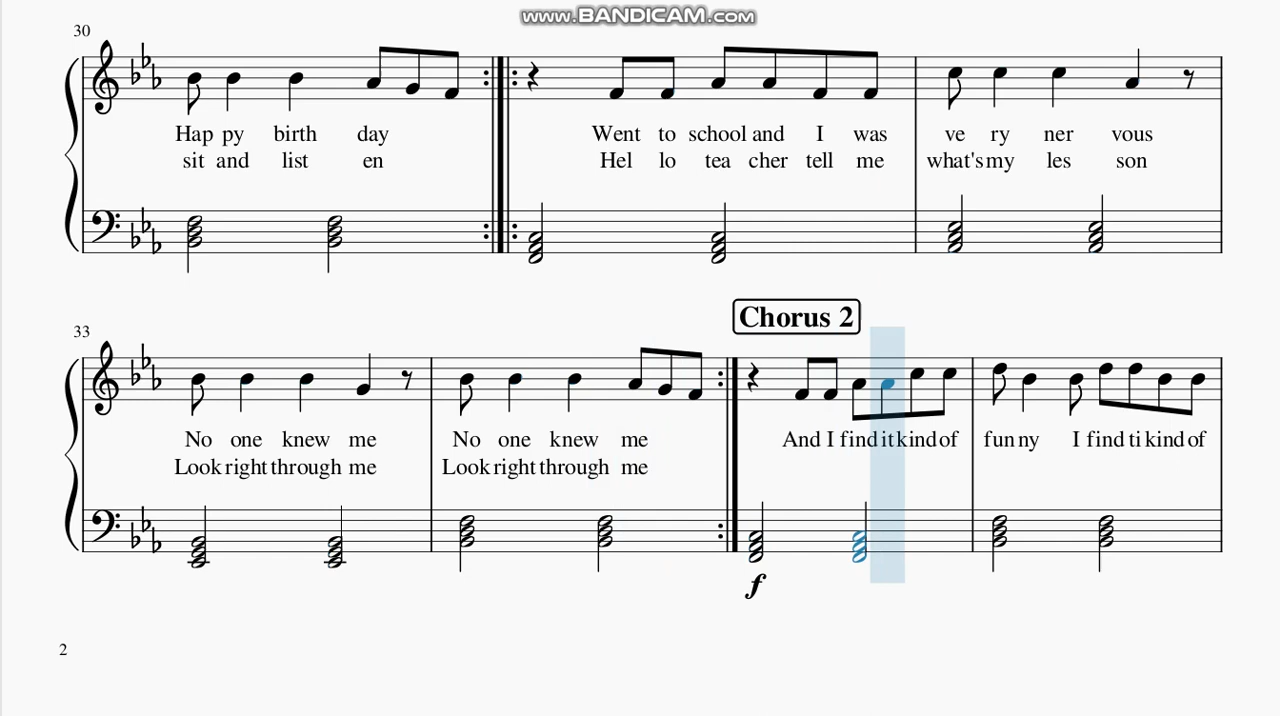 www.BANDICAM.com
30
Hap py birth day Went to school and I was ve ry ner vous
sit and list en Hel lo tea cher tell me what's my les son
33
Chorus 2
No one knew me No one knew me And I find it kind of fun ny I find ti kind of
Look right through me Look right through me
f
2